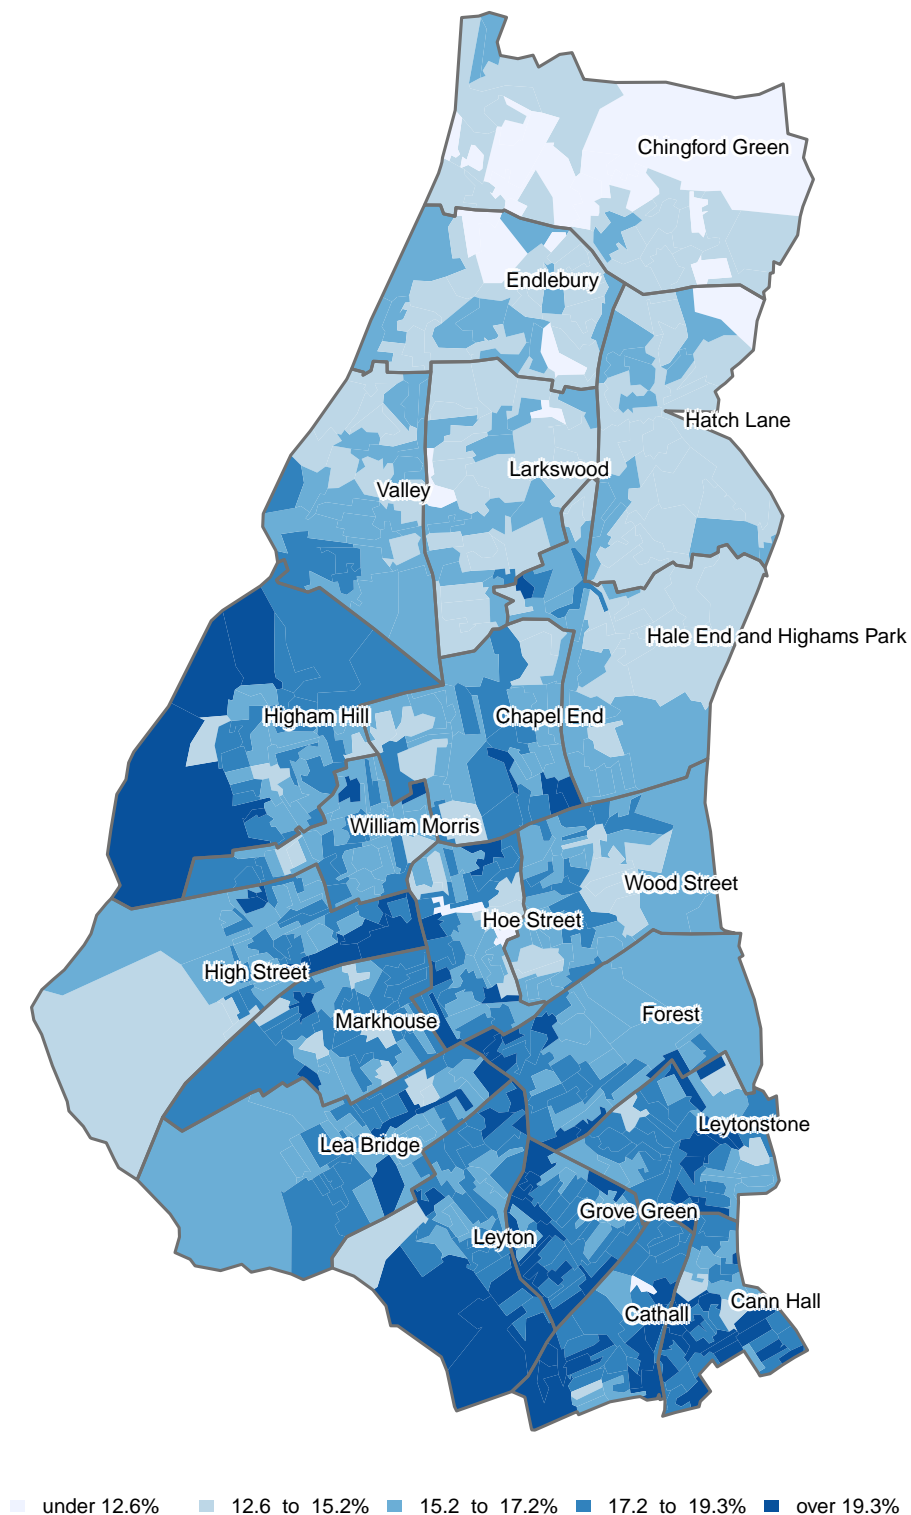 Chingford Green
Endlebury
Hatch Lane
Larkswood
Valley
Hale End and Highams Park
Higham Hill
Chapel End
William Morris
Wood Street
Hoe Street
High Street
Forest
Markhouse
Leytonstone
Lea Bridge
Grove Green
Leyton
Cann Hall
Cathall
under 12.6% 12.6 to 15.2% 15.2 to 17.2% 17.2 to 19.3% over 19.3%